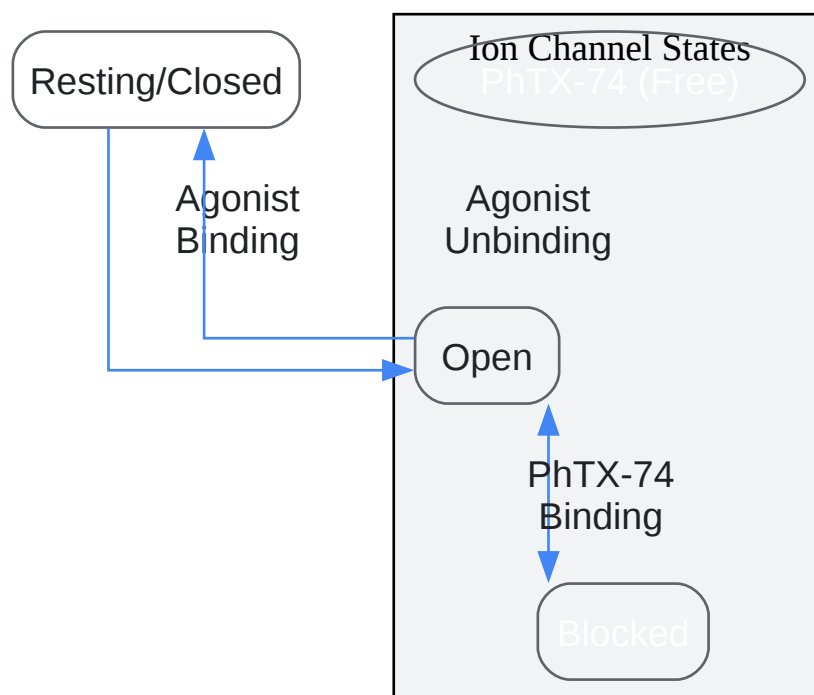 Resting/Closed
Ion Channel States
PhTX-74 (Free)
Agonist
Binding
Agonist
Unbinding
Open
PhTX-74
Binding
Blocked